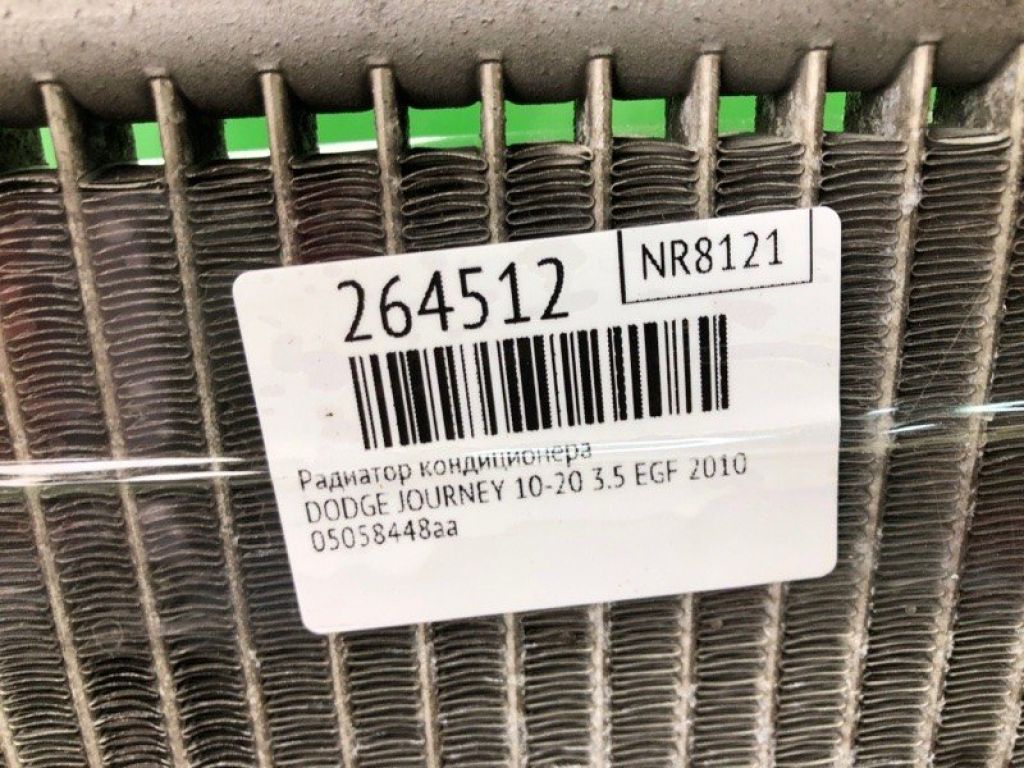 264512
NR8121
Радиатор кондиционера
DODGE JOURNEY 10-20 3.5 EGF 2010
05058448aa